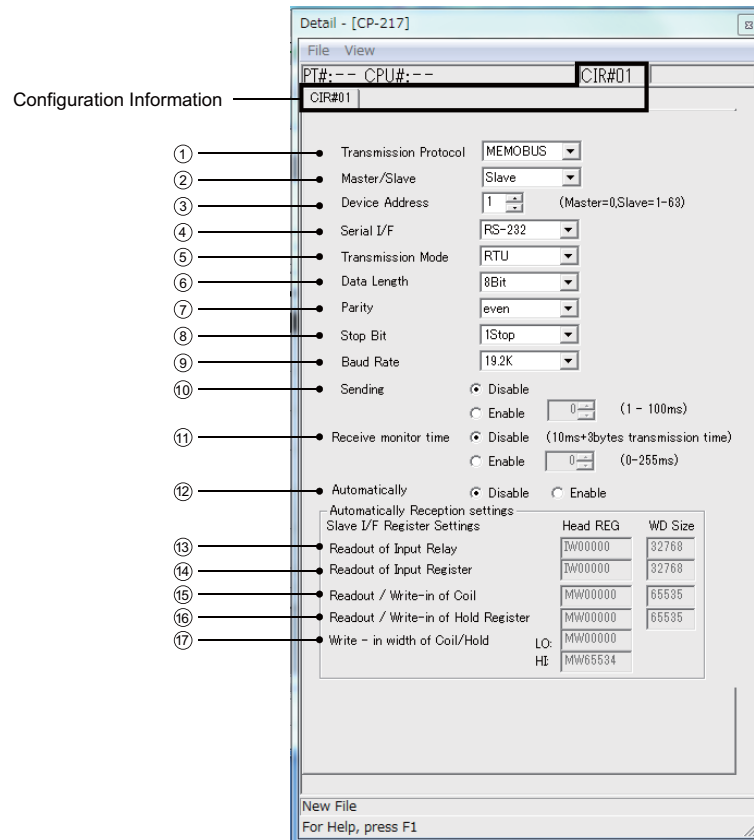 Detail - [CP-217]
File View
PT#:-- CPU#:-- CIR#01
Configuration Information
CIR#01
① Transmission Protocol MEMOBUS
② Master/Slave Slave
③ Device Address 1 (Master=0,Slave=1-63)
④ Serial I/F RS-232
⑤ Transmission Mode RTU
⑥ Data Length 8Bit
⑦ Parity even
⑧ Stop Bit 1Stop
⑨ Baud Rate 19.2K
⑩ Sending Disable
Enable 0 (1 - 100ms)
⑪ Receive monitor time Disable (10ms+3bytes transmission time)
Enable 0 (0-255ms)
⑫ Automatically Disable Enable
Automatically Reception settings
Slave I/F Register Settings Head REG WD Size
⑬ Readout of Input Relay IW00000 32768
⑭ Readout of Input Register IW00000 32768
⑮ Readout / Write-in of Coil MW00000 65535
⑯ Readout / Write-in of Hold Register MW00000 65535
⑰ Write - in width of Coil/Hold LO: MW00000
HI: MW65534
New File
For Help, press F1